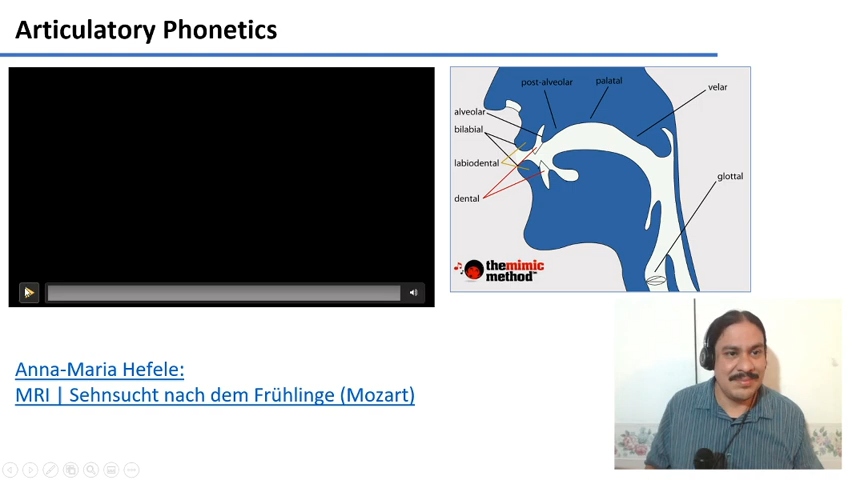 Articulatory Phonetics
post-alveolar
palatal
velar
alveolar
bilabial
labiodental
dental
glottal
themimic
method
Anna-Maria Hefele:
MRI | Sehnsucht nach dem Frühlinge (Mozart)